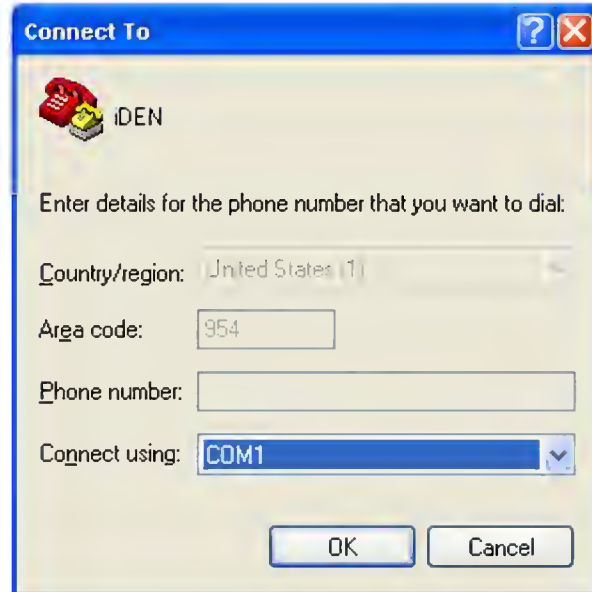 Connect To
iDEN
Enter details for the phone number that you want to dial:
Country/region: United States (1)
Area code: 954
Phone number:
Connect using: COM1
OK Cancel